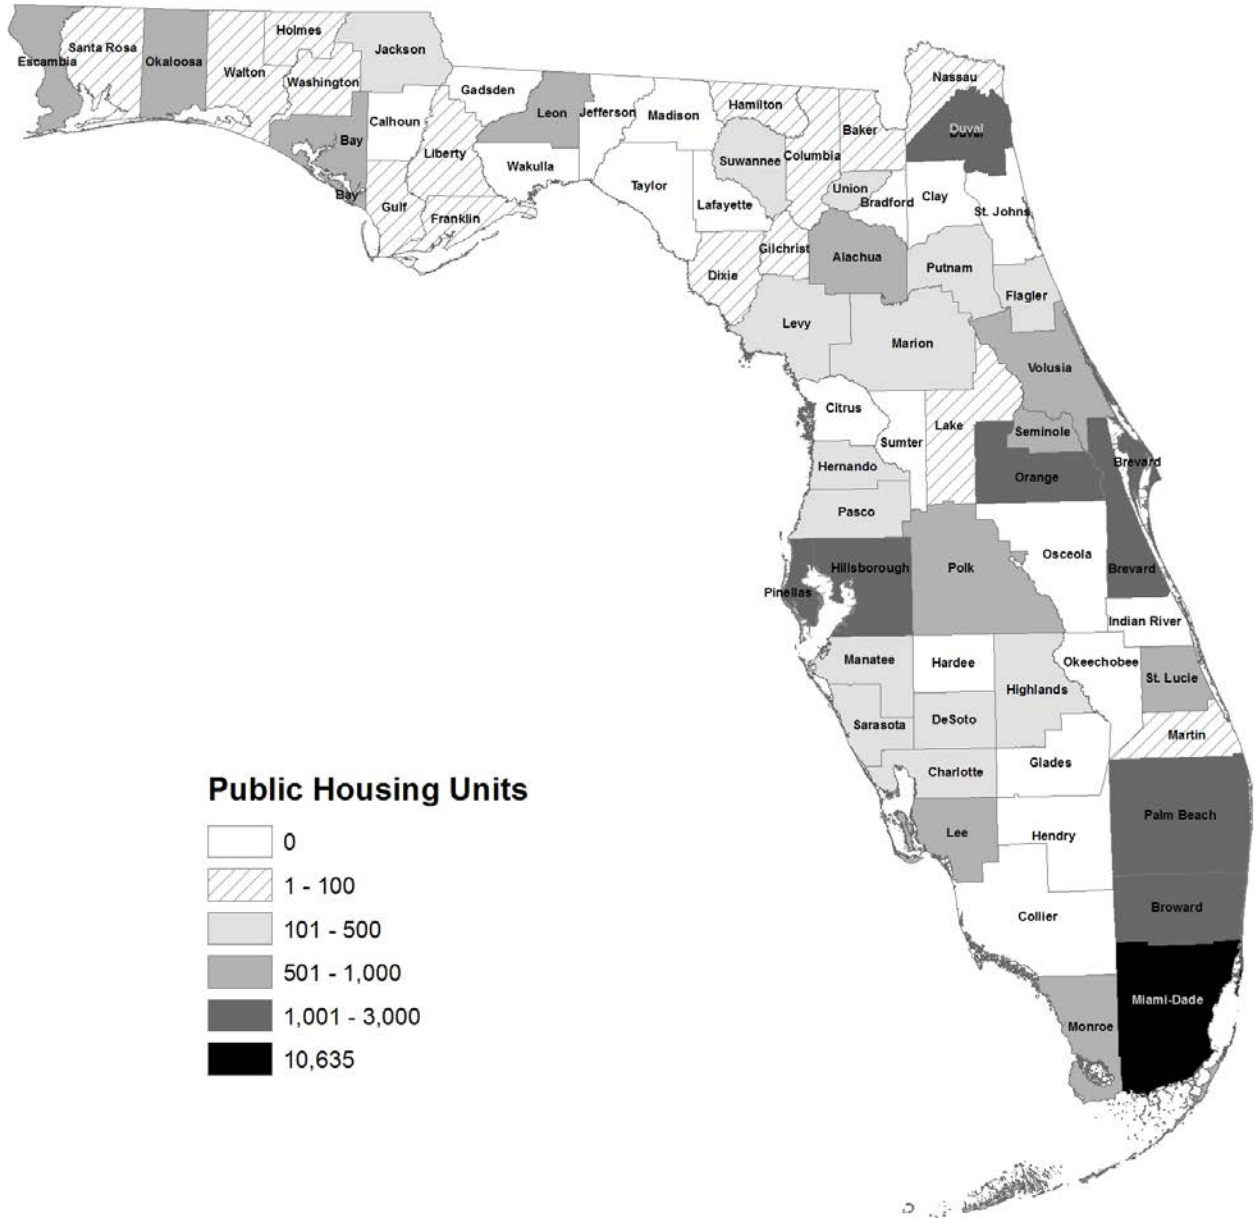 Holmes
Santa Rosa
Jackson
Escambia
Okaloosa
Walton
Washington
Nassau
Gadsden
Hamilton
Leon
Jefferson
Madison
Calhoun
Duval
Duval
Baker
Bay
Liberty
Suwannee
Columbia
Wakulla
Taylor
Union
Bay
Lafayette
Bradford
Clay
Gulf
Franklin
St. Johns
Gilchrist
Alachua
Dixie
Putnam
Flagler
Levy
Marion
Volusia
Citrus
Lake
Seminole
Sumter
Hernando
Brevard
Orange
Pasco
Osceola
Hillsborough
Polk
Brevard
Pinellas
Indian River
Manatee
Hardee
Okeechobee
Highlands
St. Lucie
Sarasota
DeSoto
Martin
Glades
Charlotte
Public Housing Units
0
1 - 100
101 - 500
501 - 1,000
1,001 - 3,000
10,635
Palm Beach
Lee
Hendry
Broward
Collier
Miami-Dade
Monroe